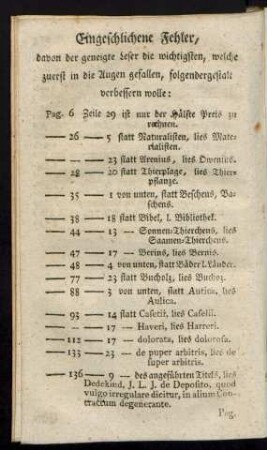 Eingeschlichene Fehler,
davon der geneigte Leser die wichtigsten, welche
zuerst in die Augen gefallen, folgendergestalt
verbessern wolle:
Pag. 6 Zeile 29 ist nur der Hälfte Preis zu
rechnen.
— 26 — 5 statt Naturalisten, lies Mate-
rialisten.
— — 23 statt Wrenius, lies Owenius.
— 28 — 20 statt Thierplage, lies Thier-
pflanze.
— 35 — 1 von unten, statt Beschens, Ba-
schens.
— 38 — 18 statt Bibel, l. Bibliothek.
— 44 — 13 — Sonnen-Thierchens, lies
Saamen-Thierchens.
— 47 — 17 — Berins, lies Bernis.
— 48 — 4 von unten, statt Bäder l. Länder.
— 77 — 23 statt Bucholz, lies Buchoz.
— 88 — 3 von unten, statt Autica, lies
Aulica.
— 93 — 14 statt Casetil, lies Caselil.
— — 17 — Haveri, lies Harreri.
— 112 — 17 — dolorata, lies dolorosa.
— 133 — 23 — de puper arbitris, lies de
super arbitris.
— 136 — 9 — des angeführten Titels, lies
Dedekind, J. L. J. de Deposito, quod
vulgo irregulare dicitur, in alium Con-
tractum degenerante.
Pag.